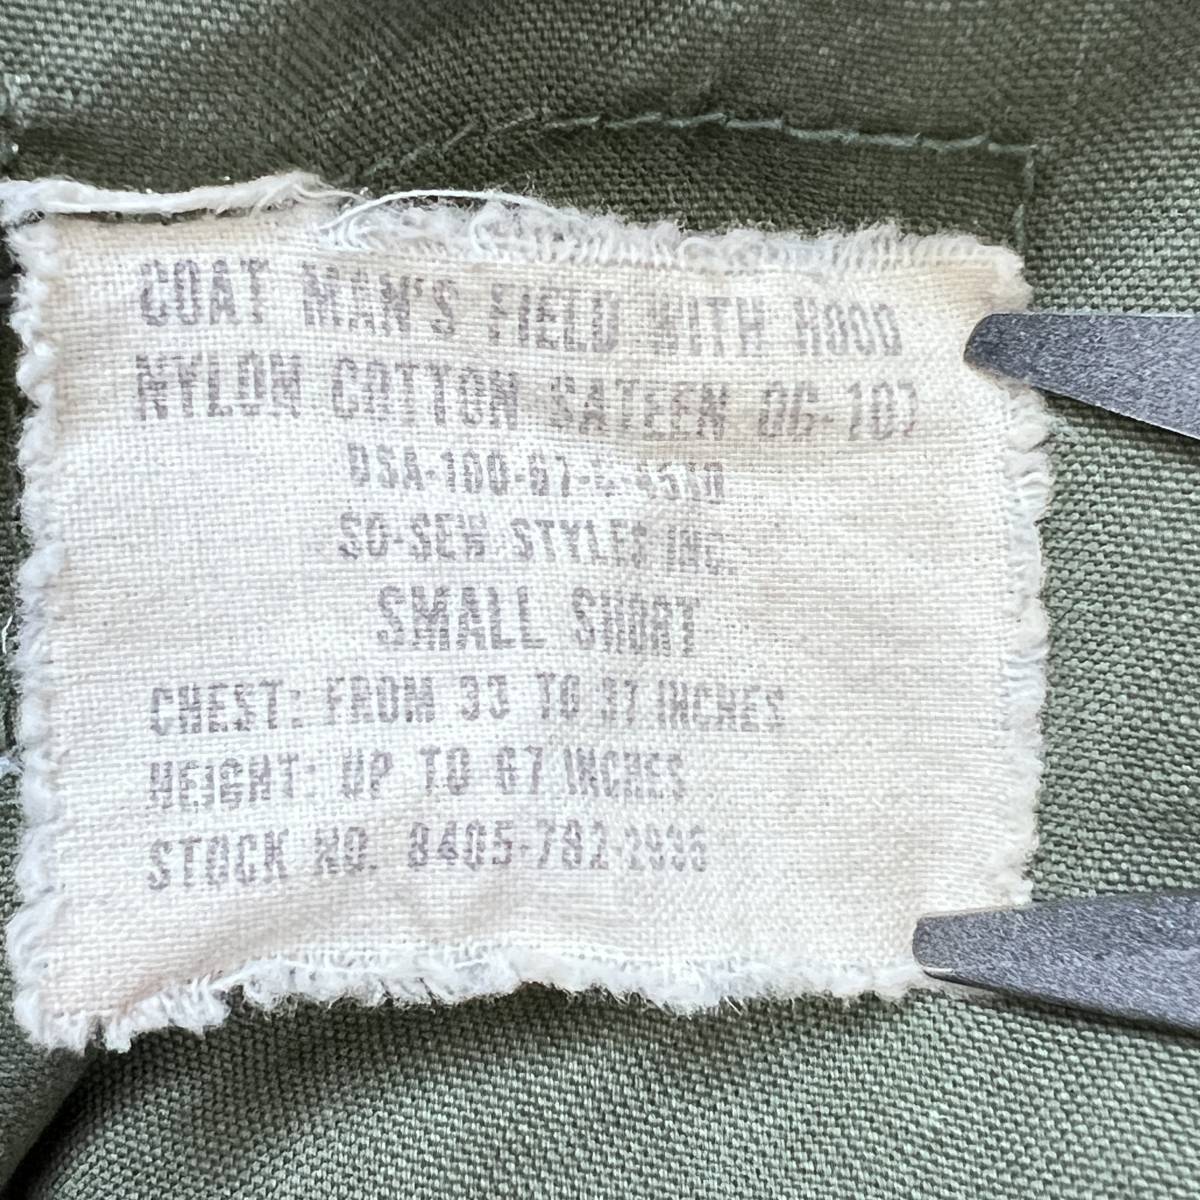 COAT MAN'S FIELD WITH HOOD
NYLON COTTON SATEEN OG-107
SO-SEW STYLES INC.
SMALL SHORT
CHEST: FROM 33 TO 37 INCHES
HEIGHT: UP TO 67 INCHES
STOCK NO. 8405-782-2936